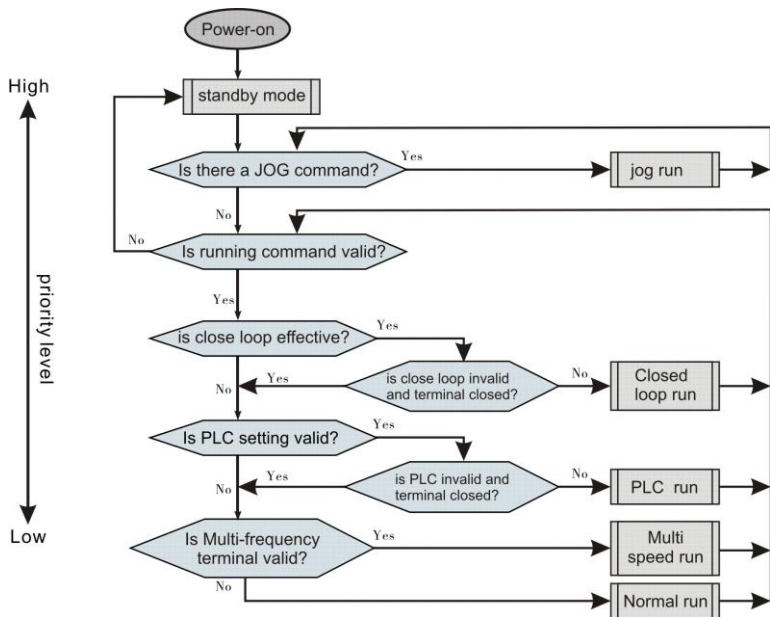 Power-on
High
standby mode
Is there a JOG command?
Yes
jog run
No
Is running command valid?
No
priority level
Yes
is close loop effective?
Yes
No
Yes
is close loop invalid
and terminal closed?
No
Closed
loop run
Is PLC setting valid?
Yes
No
Yes
is PLC invalid and
terminal closed?
No
PLC run
Low
Is Multi-frequency
terminal valid?
Yes
Multi
speed run
No
Normal run